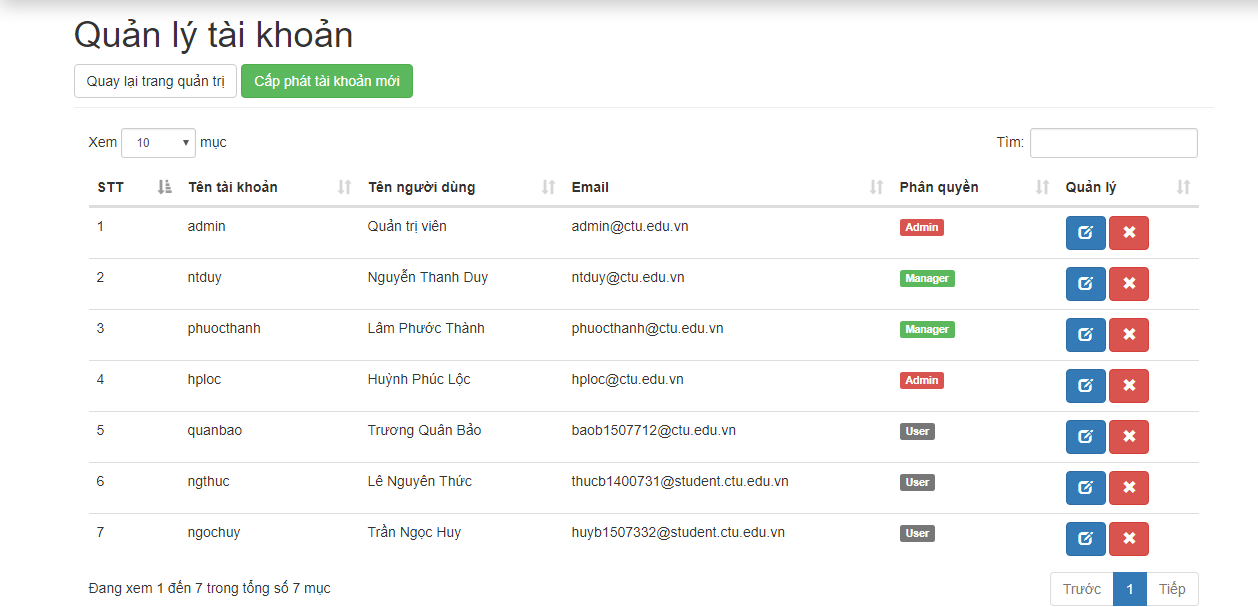 Quản lý tài khoản
Quay lại trang quản trị Cấp phát tài khoản mới
Xem 10 mục Tìm:
STT Tên tài khoản Tên người dùng Email Phân quyền Quản lý
1 admin Quản trị viên admin@ctu.edu.vn Admin
2 ntduy Nguyễn Thanh Duy ntduy@ctu.edu.vn Manager
3 phuocthanh Lâm Phước Thành phuocthanh@ctu.edu.vn Manager
4 hploc Huỳnh Phúc Lộc hploc@ctu.edu.vn Admin
5 quanbao Trương Quân Bảo baob1507712@ctu.edu.vn User
6 ngthuc Lê Nguyên Thức thucb1400731@student.ctu.edu.vn User
7 ngochuy Trần Ngọc Huy huyb1507332@student.ctu.edu.vn User
Đang xem 1 đến 7 trong tổng số 7 mục Trước 1 Tiếp